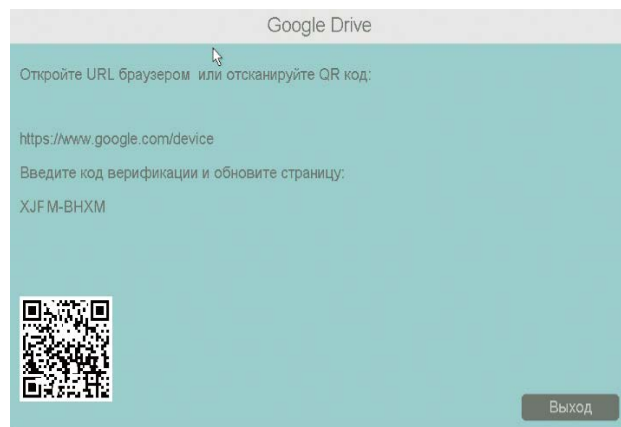 Google Drive
Откройте URL браузером или отсканируйте QR код:
https://www.google.com/device
Введите код верификации и обновите страницу:
XJFM-BHXM
Выход